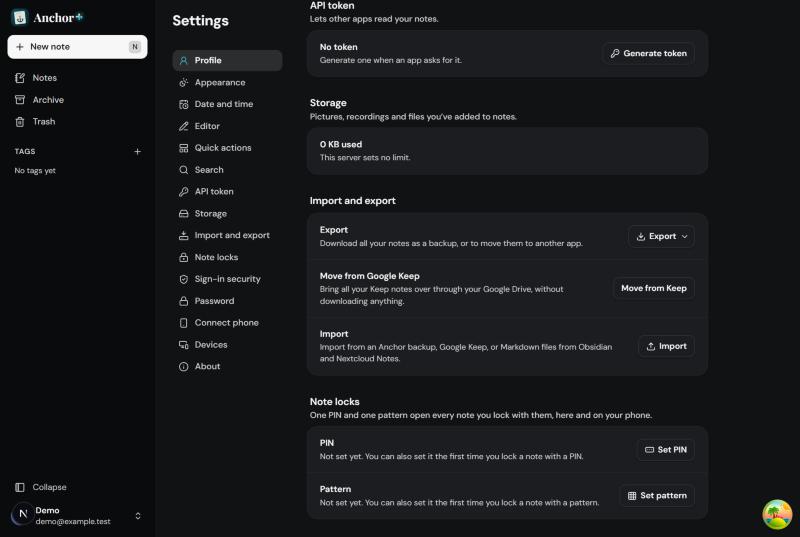 Anchor
New note
N
Notes
Archive
Trash
TAGS
No tags yet
Collapse
N
Demo
demo@example.test
Settings
Profile
Appearance
Date and time
Editor
Quick actions
Search
API token
Storage
Import and export
Note locks
Sign-in security
Password
Connect phone
Devices
About
API token
Lets other apps read your notes.
No token
Generate one when an app asks for it.
Generate token
Storage
Pictures, recordings and files you've added to notes.
0 KB used
This server sets no limit.
Import and export
Export
Download all your notes as a backup, or to move them to another app.
Export
Move from Google Keep
Bring all your Keep notes over through your Google Drive, without
downloading anything.
Move from Keep
Import
Import from an Anchor backup, Google Keep, or Markdown files from Obsidian
and Nextcloud Notes.
Import
Note locks
One PIN and one pattern open every note you lock with them, here and on your phone.
PIN
Not set yet. You can also set it the first time you lock a note with a PIN.
Set PIN
Pattern
Not set yet. You can also set it the first time you lock a note with a pattern.
Set pattern